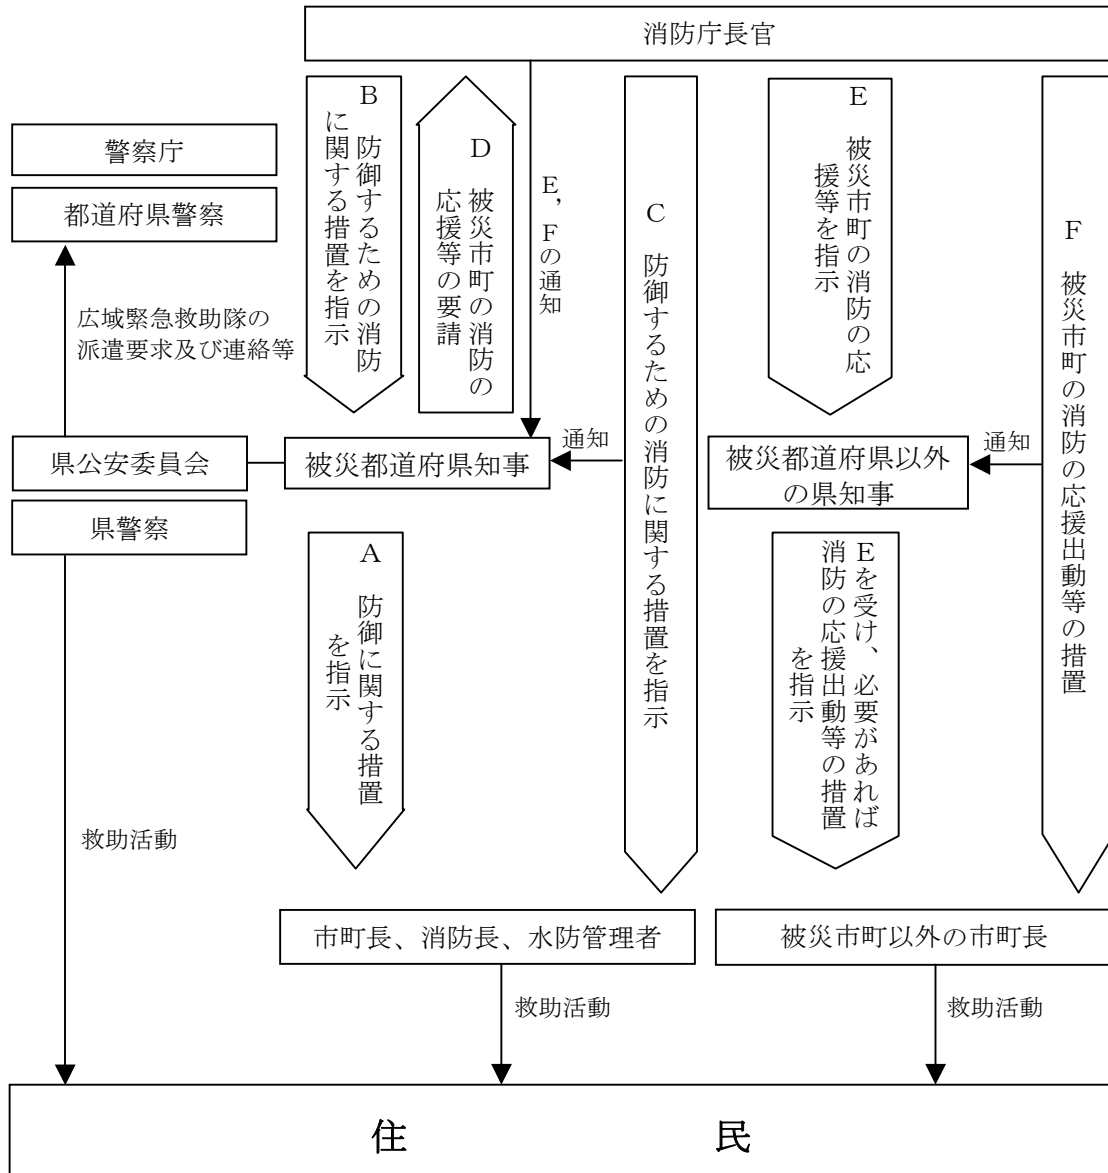 消防庁長官
警察庁
都道府県警察
広域緊急救助隊の
派遣要求及び連絡等
B 防御するための消防
に関する措置を指示
D 被災市町の消防の
応援等の要請
E，Fの通知
C 防御するための消防に関する措置を指示
E 被災市町の消防の応
援等を指示
F 被災市町の消防の応援出動等の措置
県公安委員会
被災都道府県知事
通知
被災都道府県以外
の県知事
通知
県警察
A 防御に関する措置
を指示
Eを受け、必要があれば
消防の応援出動等の措置
を指示
救助活動
市町長、消防長、水防管理者
被災市町以外の市町長
救助活動
救助活動
住 民